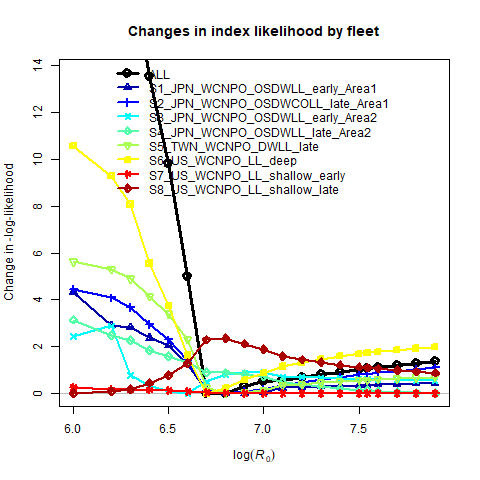 Changes in index likelihood by fleet
Change in -log-likelihood
14
12
10
8
6
4
2
0
ALL
S1_JPN_WCNPO_OSDWLL_early_Area1
S2_JPN_WCNPO_OSDWCOLL_late_Area1
S3_JPN_WCNPO_OSDWLL_early_Area2
S4_JPN_WCNPO_OSDWLL_late_Area2
S5_TWN_WCNPO_DWLL_late
S6_US_WCNPO_LL_deep
S7_US_WCNPO_LL_shallow_early
S8_US_WCNPO_LL_shallow_late
6.0 6.5 7.0 7.5
log(R0)